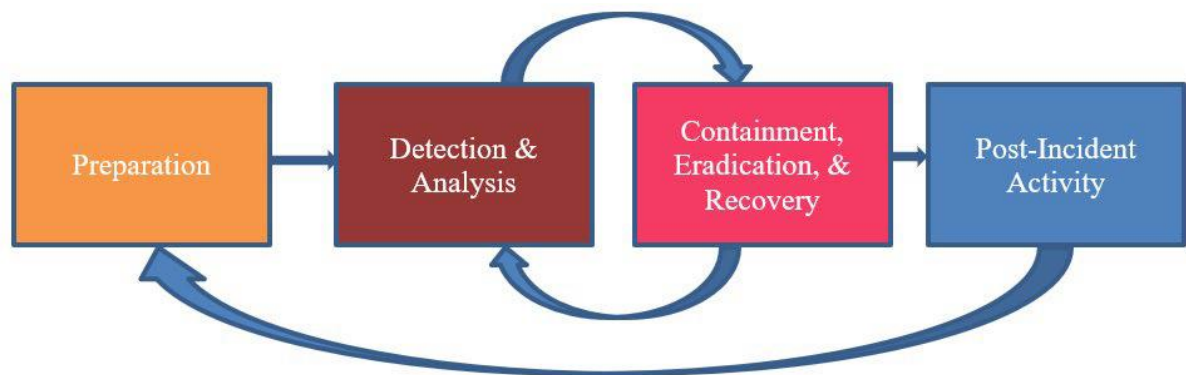 Preparation
Detection &
Analysis
Containment,
Eradication, &
Recovery
Post-Incident
Activity